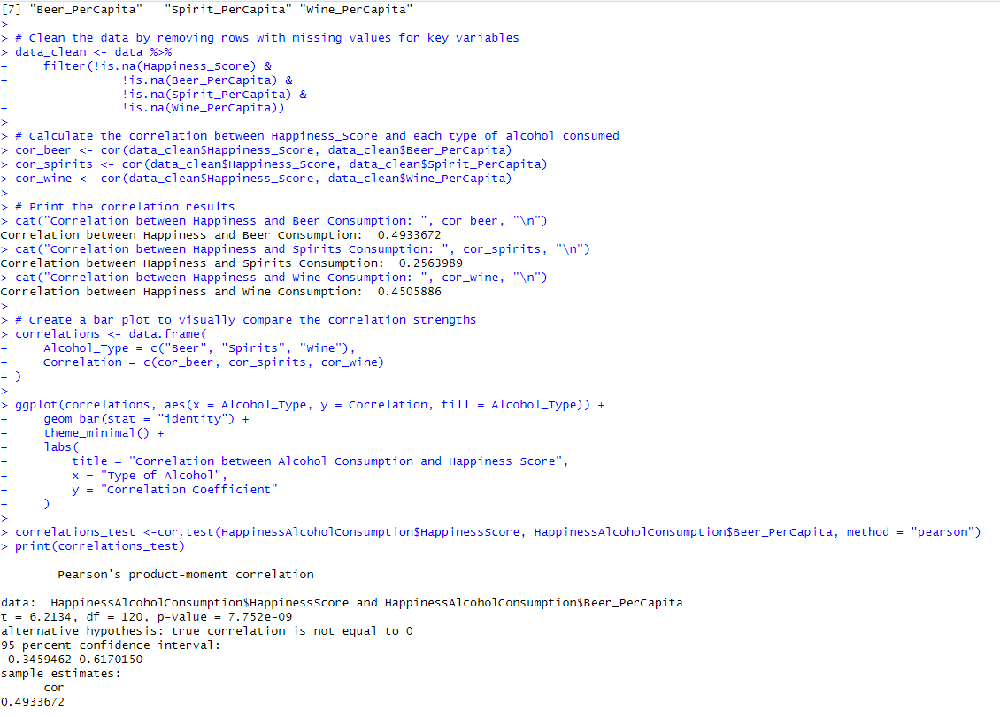 [7] "Beer_PerCapita"   "Spirit_PerCapita" "Wine_PerCapita"
>
> # Clean the data by removing rows with missing values for key variables
> data_clean <- data %>%
+     filter(!is.na(Happiness_Score) &
+                !is.na(Beer_PerCapita) &
+                !is.na(Spirit_PerCapita) &
+                !is.na(Wine_PerCapita))
>
> # Calculate the correlation between Happiness_Score and each type of alcohol consumed
> cor_beer <- cor(data_clean$Happiness_Score, data_clean$Beer_PerCapita)
> cor_spirits <- cor(data_clean$Happiness_Score, data_clean$Spirit_PerCapita)
> cor_wine <- cor(data_clean$Happiness_Score, data_clean$Wine_PerCapita)
>
> # Print the correlation results
> cat("Correlation between Happiness and Beer Consumption: ", cor_beer, "\n")
Correlation between Happiness and Beer Consumption:  0.4933672
> cat("Correlation between Happiness and Spirits Consumption: ", cor_spirits, "\n")
Correlation between Happiness and Spirits Consumption:  0.2563989
> cat("Correlation between Happiness and Wine Consumption: ", cor_wine, "\n")
Correlation between Happiness and Wine Consumption:  0.4505886
>
> # Create a bar plot to visually compare the correlation strengths
> correlations <- data.frame(
+     Alcohol_Type = c("Beer", "Spirits", "Wine"),
+     Correlation = c(cor_beer, cor_spirits, cor_wine)
+ )
>
> ggplot(correlations, aes(x = Alcohol_Type, y = Correlation, fill = Alcohol_Type)) +
+     geom_bar(stat = "identity") +
+     theme_minimal() +
+     labs(
+         title = "Correlation between Alcohol Consumption and Happiness Score",
+         x = "Type of Alcohol",
+         y = "Correlation Coefficient"
+     )
>
> correlations_test <-cor.test(HappinessAlcoholConsumption$HappinessScore, HappinessAlcoholConsumption$Beer_PerCapita, method = "pearson")
> print(correlations_test)

        Pearson's product-moment correlation

data:  HappinessAlcoholConsumption$HappinessScore and HappinessAlcoholConsumption$Beer_PerCapita
t = 6.2134, df = 120, p-value = 7.752e-09
alternative hypothesis: true correlation is not equal to 0
95 percent confidence interval:
 0.3459462 0.6170150
sample estimates:
      cor
0.4933672